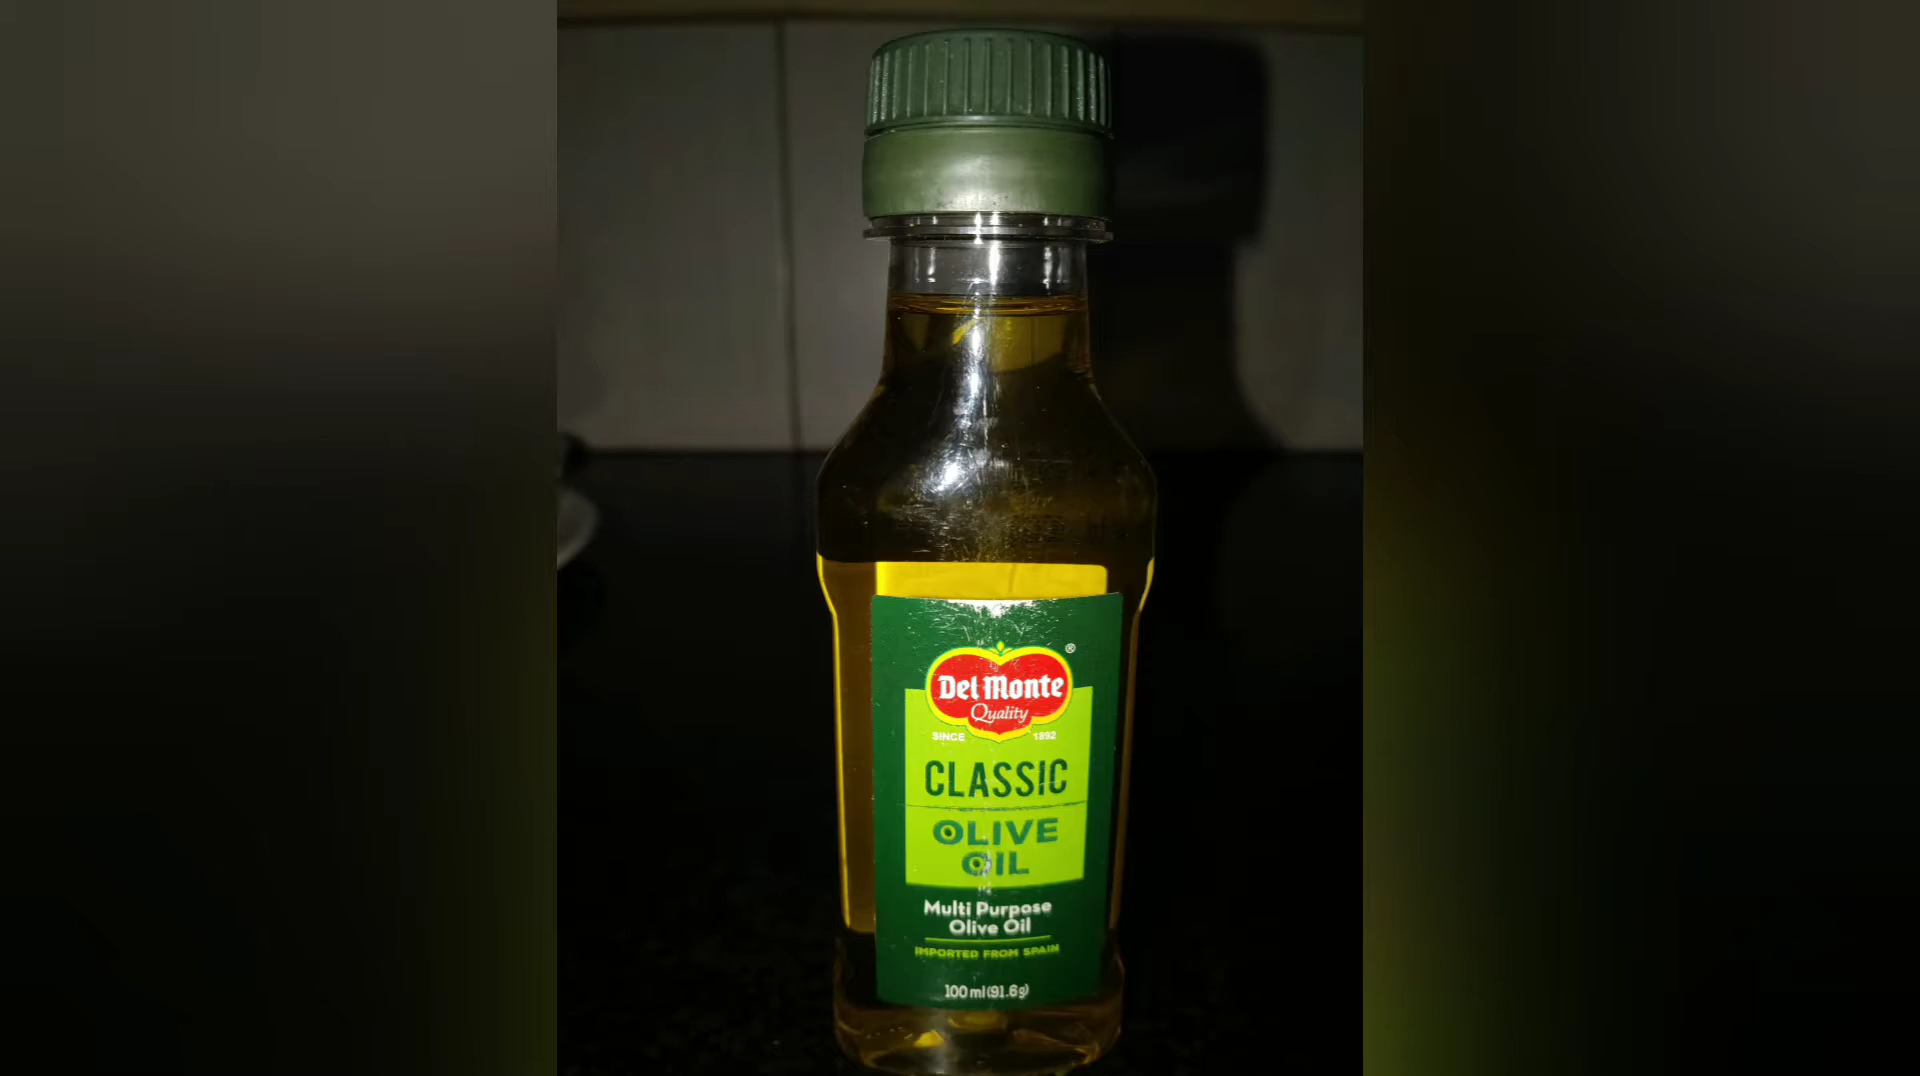 ®
Del Monte
Quality
SINCE 1892
CLASSIC
OLIVE
OIL
Multi Purpose
Olive Oil
IMPORTED FROM SPAIN
100 ml(91.6g)